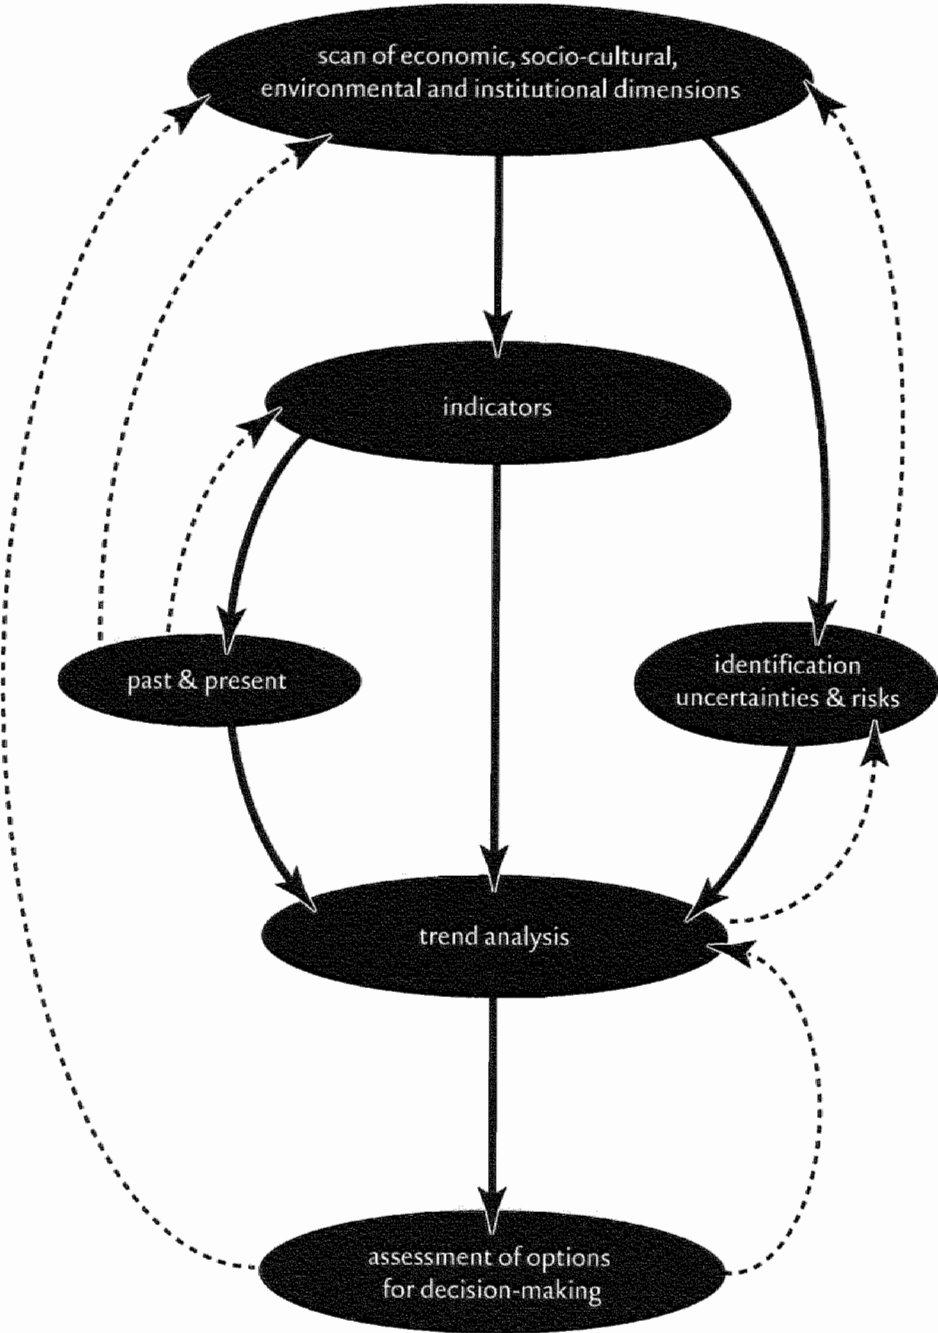 scan of economic, socio-cultural,
environmental and institutional dimensions
indicators
past & present
identification
uncertainties & risks
trend analysis
assessment of options
for decision-making